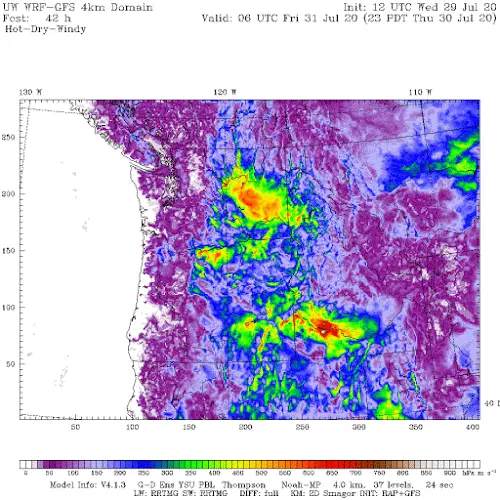 UW WRF-GFS 4km Domain Init: 12 UTC Wed 29 Jul 20
Fcst: 42 h Valid: 06 UTC Fri 31 Jul 20 (23 PDT Thu 30 Jul 20)
Hot-Dry-Windy
130 W 120 W 110 W
250
200
150
100
50
40
50 100 150 200 250 300 350 400
0 50 100 150 200 250 300 350 400 450 500 550 600 650 700 750 800 850 900 hPa m s⁻¹
Model Info: V4.1.3 G-D Ens YSU PBL Thompson Noah-MP 4.0 km, 37 levels, 24 sec
LW: RRTMG SW: RRTMG DIFF: full KM: 2D Smagor INIT: RAP+GFS